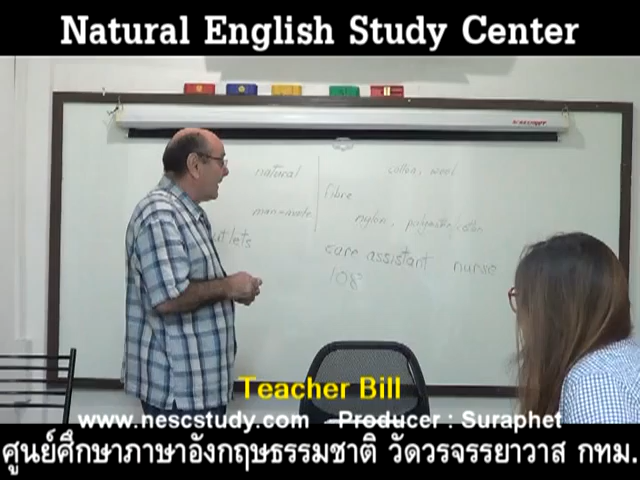 Natural English Study Center
natural
cotton, wool
fibre
man-made
nylon, polyester,
outlets
care assistant nurse
108
Teacher Bill
www.nescstudy.com Producer : Suraphet
ศูนย์ศึกษาภาษาอังกฤษธรรมชาติ วัดวรจรรยาวาส กทม.